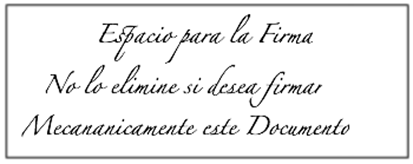 Espacio para la Firma
No lo elimine si desea firmar
Mecananicamente este Documento